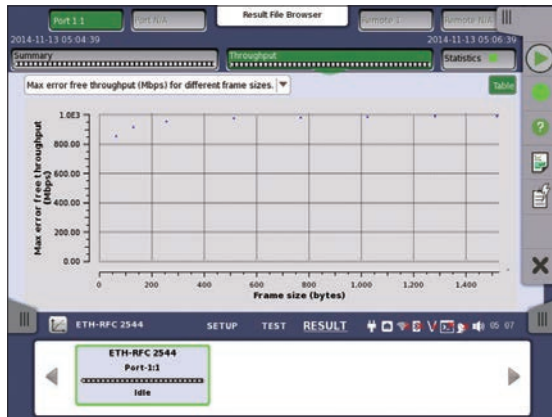 Port 1:1
Port N/A
Result File Browser
Remote 1
Remote N/A
2014-11-13 05:04:39
2014-11-13 05:06:39
Summary
Throughput
Statistics
Max error free throughput (Mbps) for different frame sizes.
Table
Max error free throughput
(Mbps)
1.0E3
800.00
600.00
400.00
200.00
0.00
0
200
400
600
800
1.000
1.200
1.400
Frame size (bytes)
ETH-RFC 2544
SETUP
TEST
RESULT
05 07
ETH-RFC 2544
Port-1:1
Idle